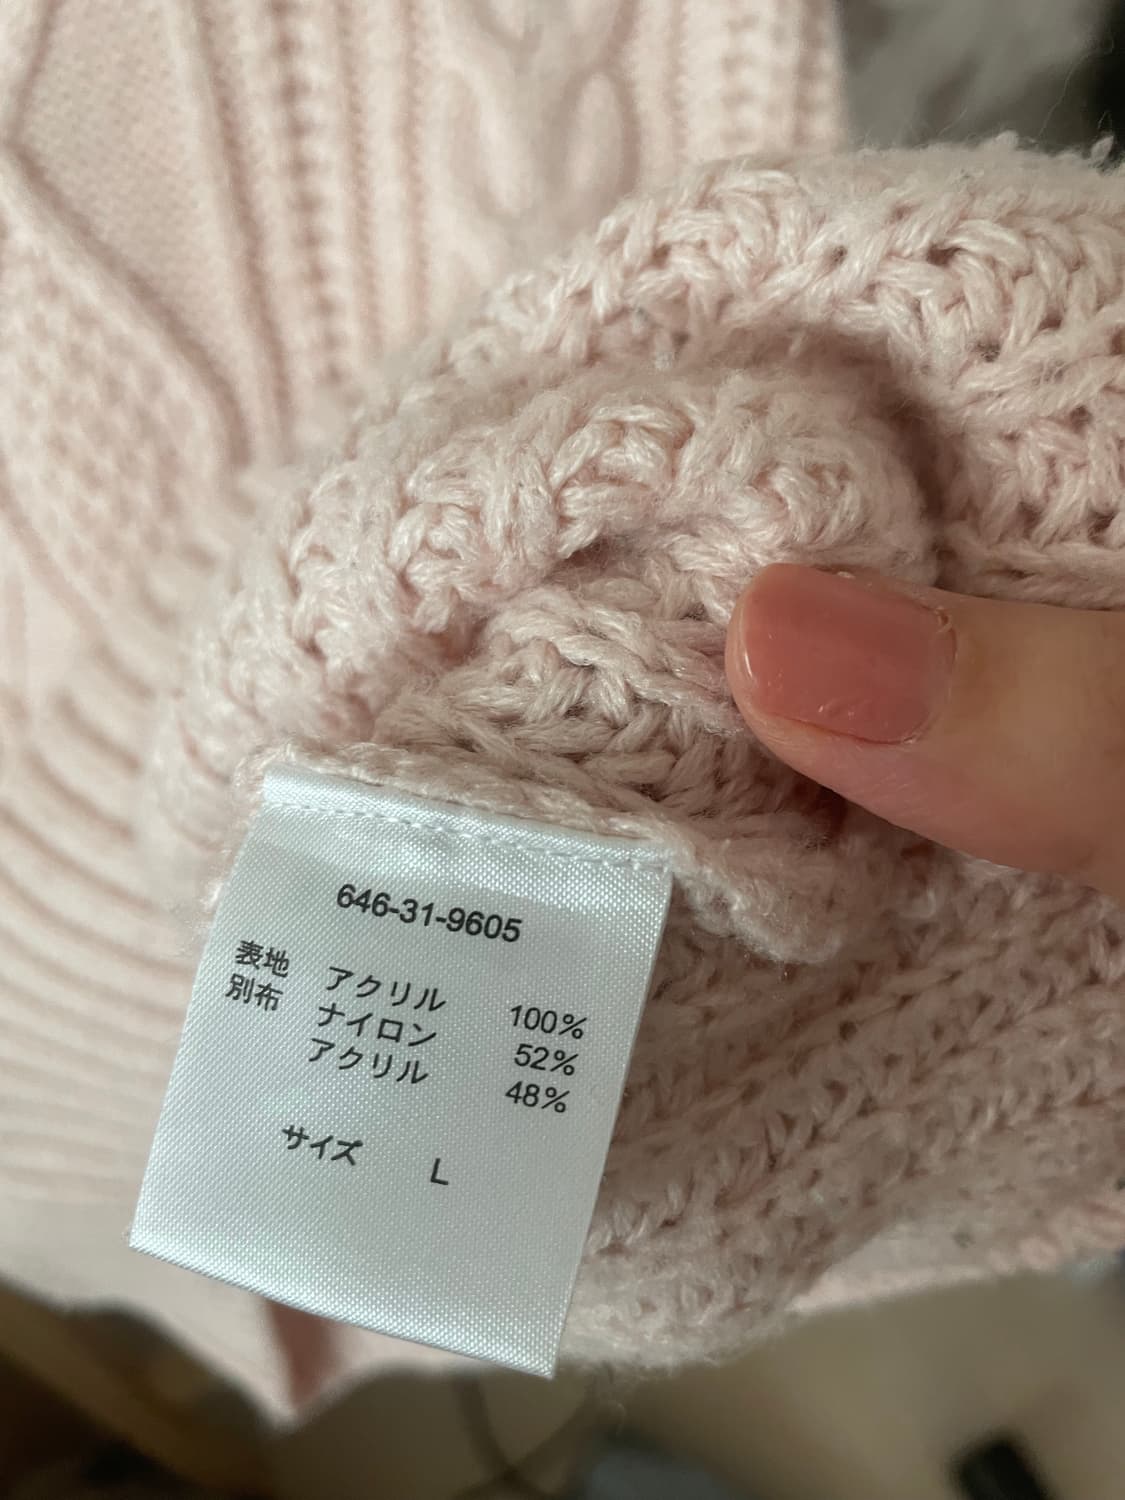 646-31-9605
表地 アクリル 100%
別布 ナイロン 52%
アクリル 48%
サイズ L